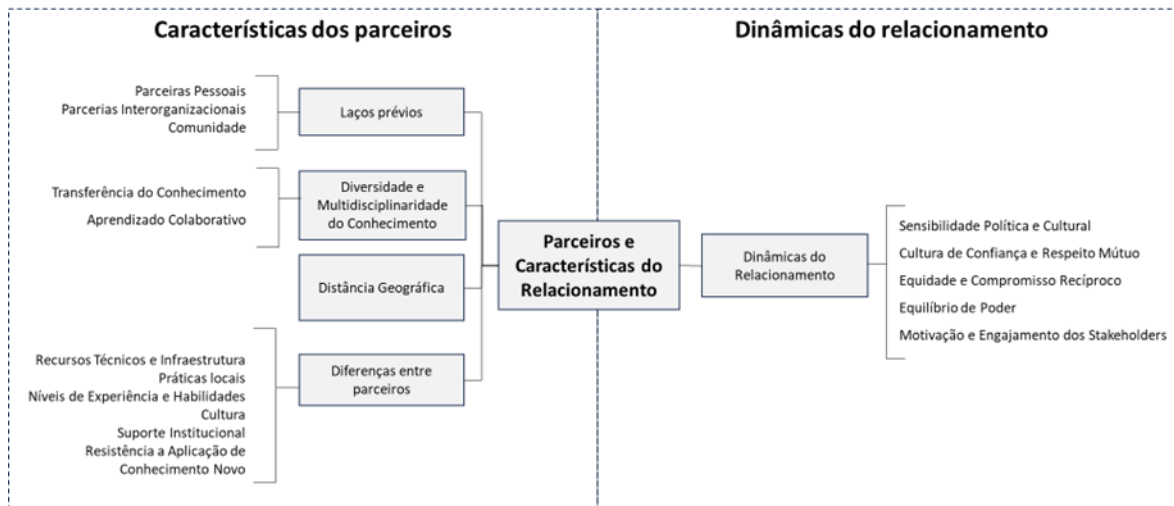 Características dos parceiros
Parceiras Pessoais
Parcerias Interorganizacionais
Comunidade
Laços prévios
Transferência do Conhecimento
Aprendizado Colaborativo
Diversidade e
Multidisciplinaridade
do Conhecimento
Distância Geográfica
Recursos Técnicos e Infraestrutura
Práticas locais
Níveis de Experiência e Habilidades
Cultura
Suporte Institucional
Resistência a Aplicação de
Conhecimento Novo
Diferenças entre
parceiros
Parceiros e
Características do
Relacionamento
Dinâmicas do relacionamento
Dinâmicas do
Relacionamento
Sensibilidade Política e Cultural
Cultura de Confiança e Respeito Mútuo
Equidade e Compromisso Recíproco
Equilíbrio de Poder
Motivação e Engajamento dos Stakeholders